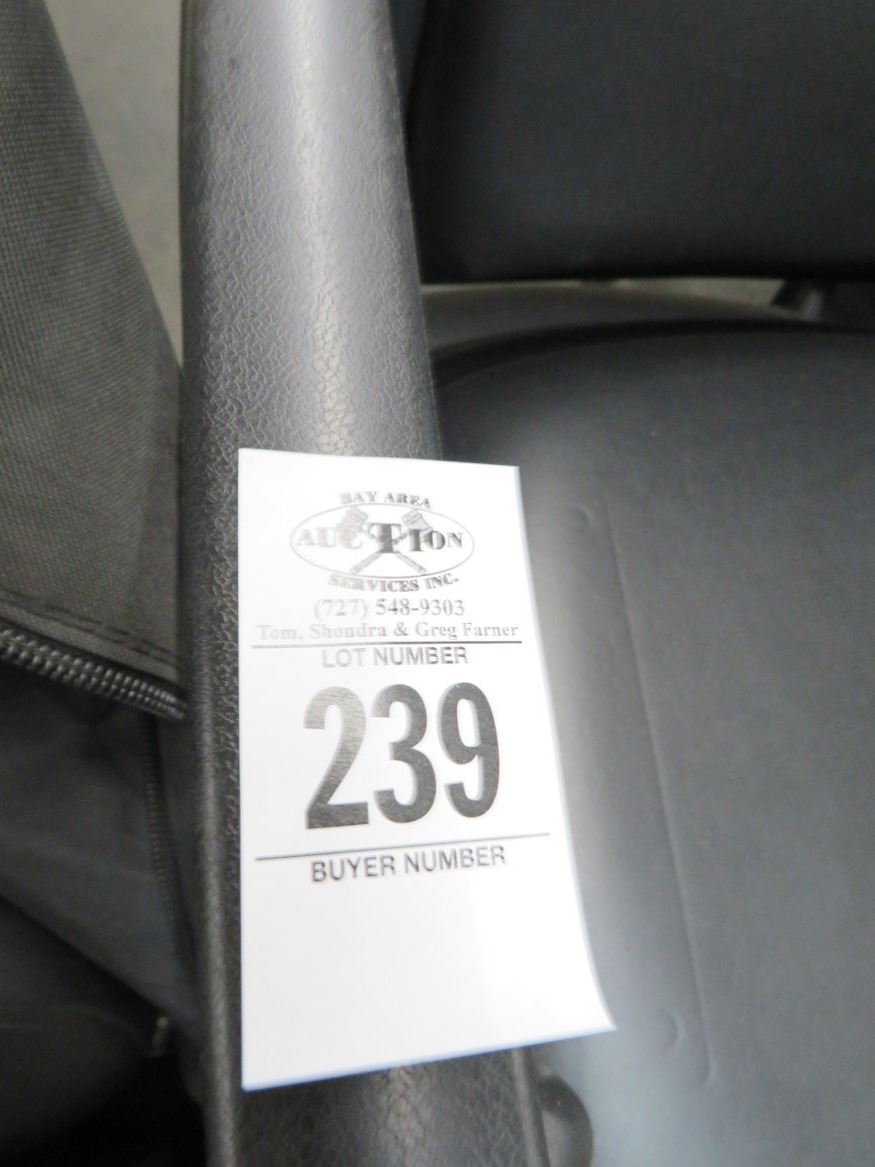 BAY AREA
AUCTION
SERVICES INC.
(727) 548-9303
Tom, Shondra & Greg Farner
LOT NUMBER
239
BUYER NUMBER